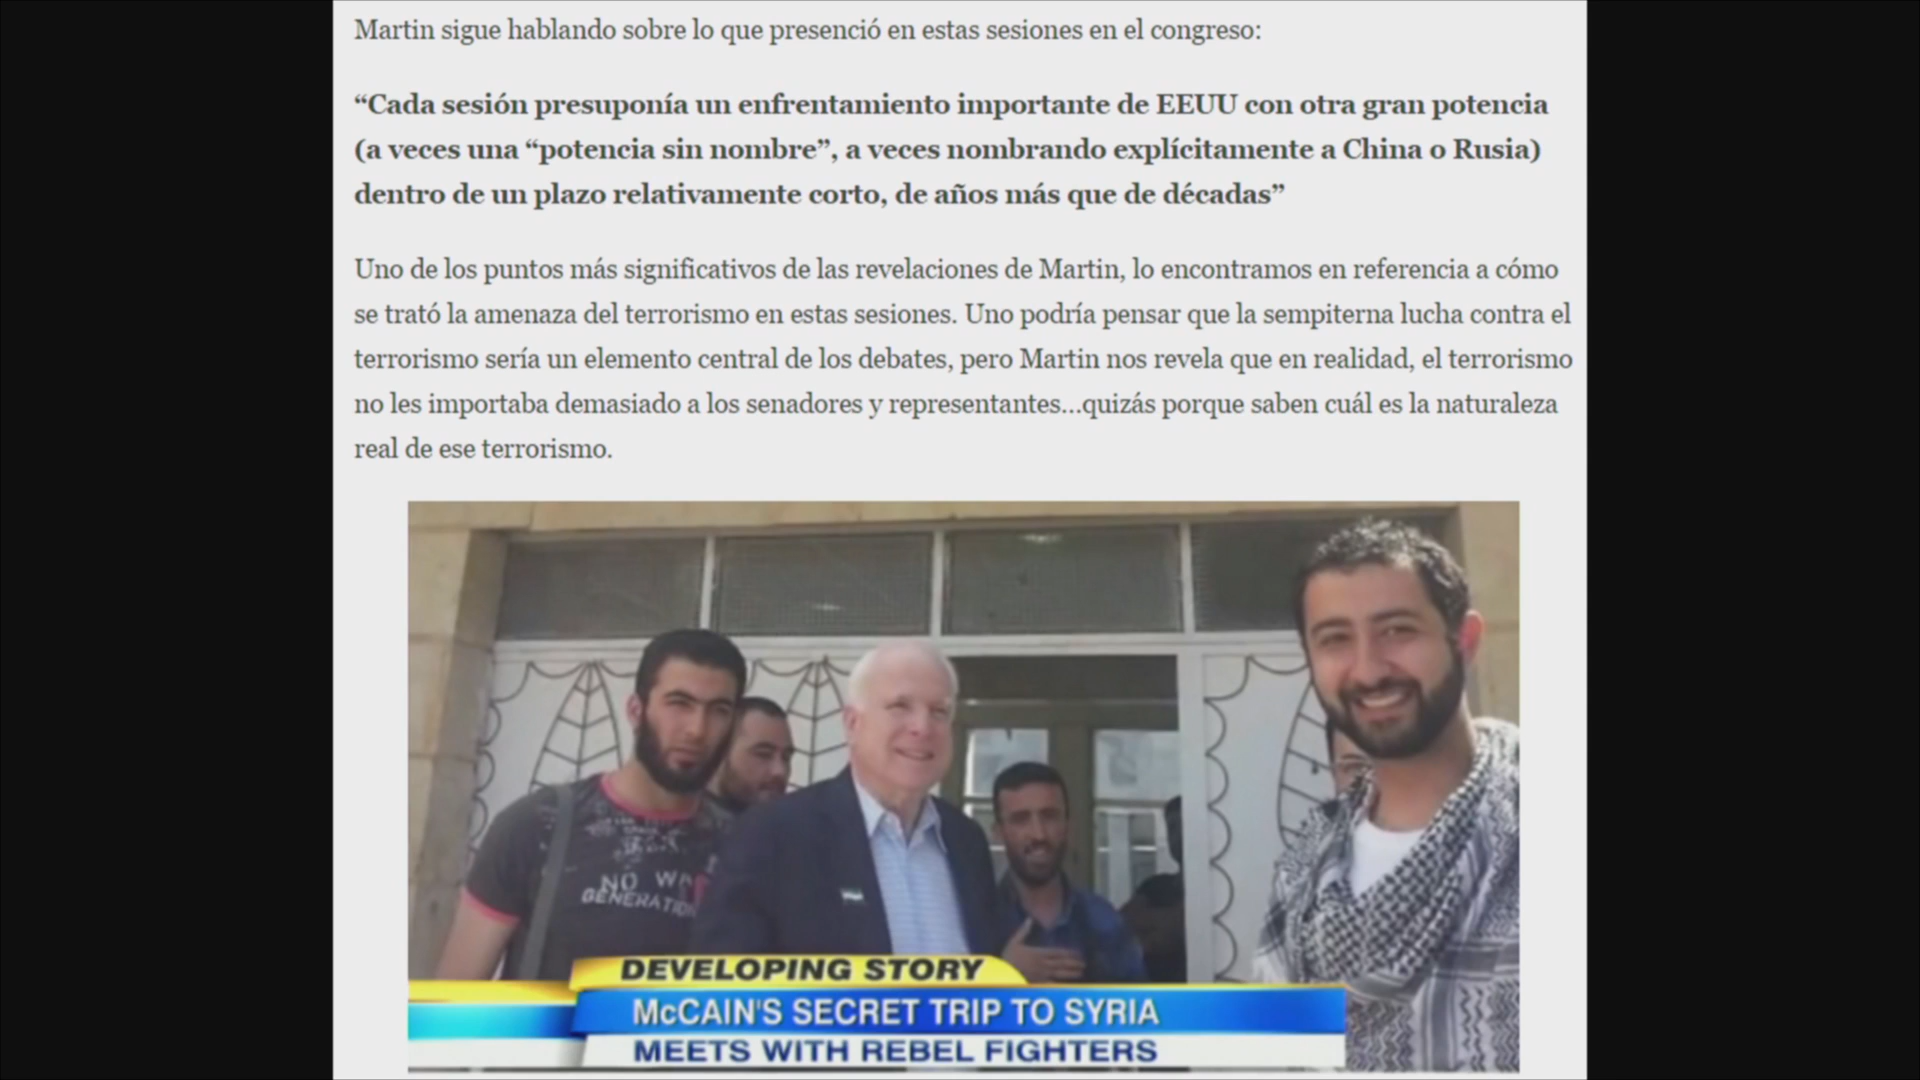 Martin sigue hablando sobre lo que presenció en estas sesiones en el congreso:
“Cada sesión presuponía un enfrentamiento importante de EEUU con otra gran potencia
(a veces una “potencia sin nombre”, a veces nombrando explícitamente a China o Rusia)
dentro de un plazo relativamente corto, de años más que de décadas”
Uno de los puntos más significativos de las revelaciones de Martin, lo encontramos en referencia a cómo
se trató la amenaza del terrorismo en estas sesiones. Uno podría pensar que la sempiterna lucha contra el
terrorismo sería un elemento central de los debates, pero Martin nos revela que en realidad, el terrorismo
no les importaba demasiado a los senadores y representantes...quizás porque saben cuál es la naturaleza
real de ese terrorismo.
NO
GENERATION
DEVELOPING STORY
McCAIN'S SECRET TRIP TO SYRIA
MEETS WITH REBEL FIGHTERS